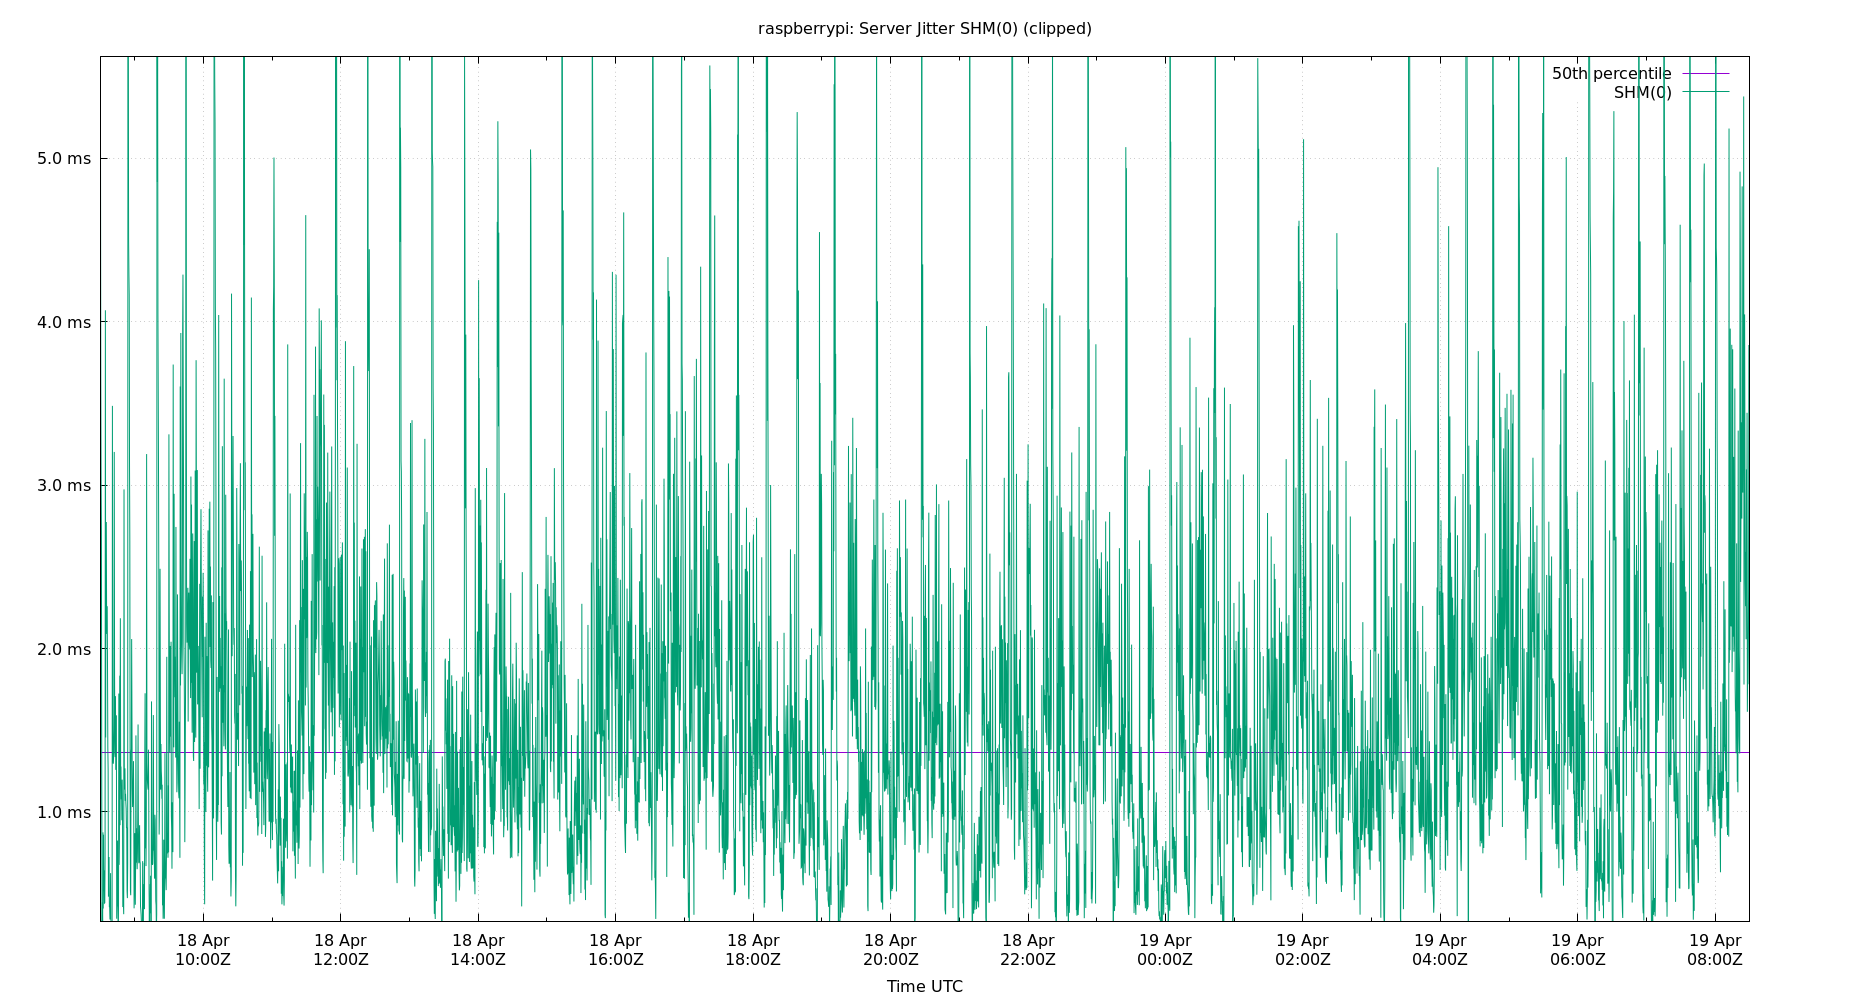 raspberrypi: Server Jitter SHM(0) (clipped)
50th percentile
SHM(0)
5.0 ms
4.0 ms
3.0 ms
2.0 ms
1.0 ms
18 Apr 18 Apr 18 Apr 18 Apr 18 Apr 18 Apr 18 Apr 19 Apr 19 Apr 19 Apr 19 Apr 19 Apr
10:00Z 12:00Z 14:00Z 16:00Z 18:00Z 20:00Z 22:00Z 00:00Z 02:00Z 04:00Z 06:00Z 08:00Z
Time UTC